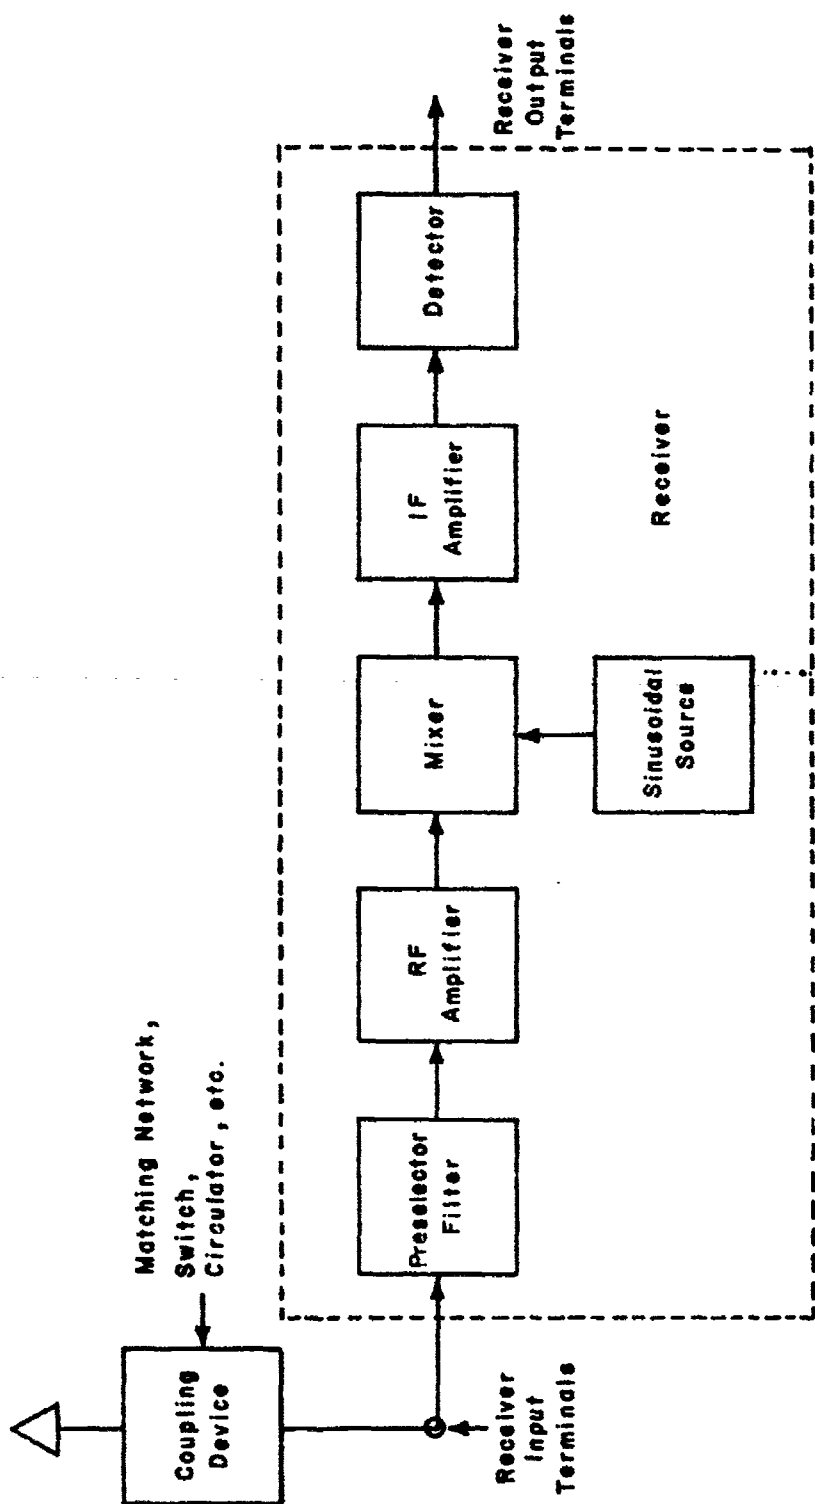 Matching Network,
Switch,
Circulator, etc.
Coupling
Device
Receiver
Input
Terminals
Preselector
Filter
RF
Amplifier
Mixer
Sinusoidal
Source
IF
Amplifier
Detector
Receiver
Receiver
Output
Terminals